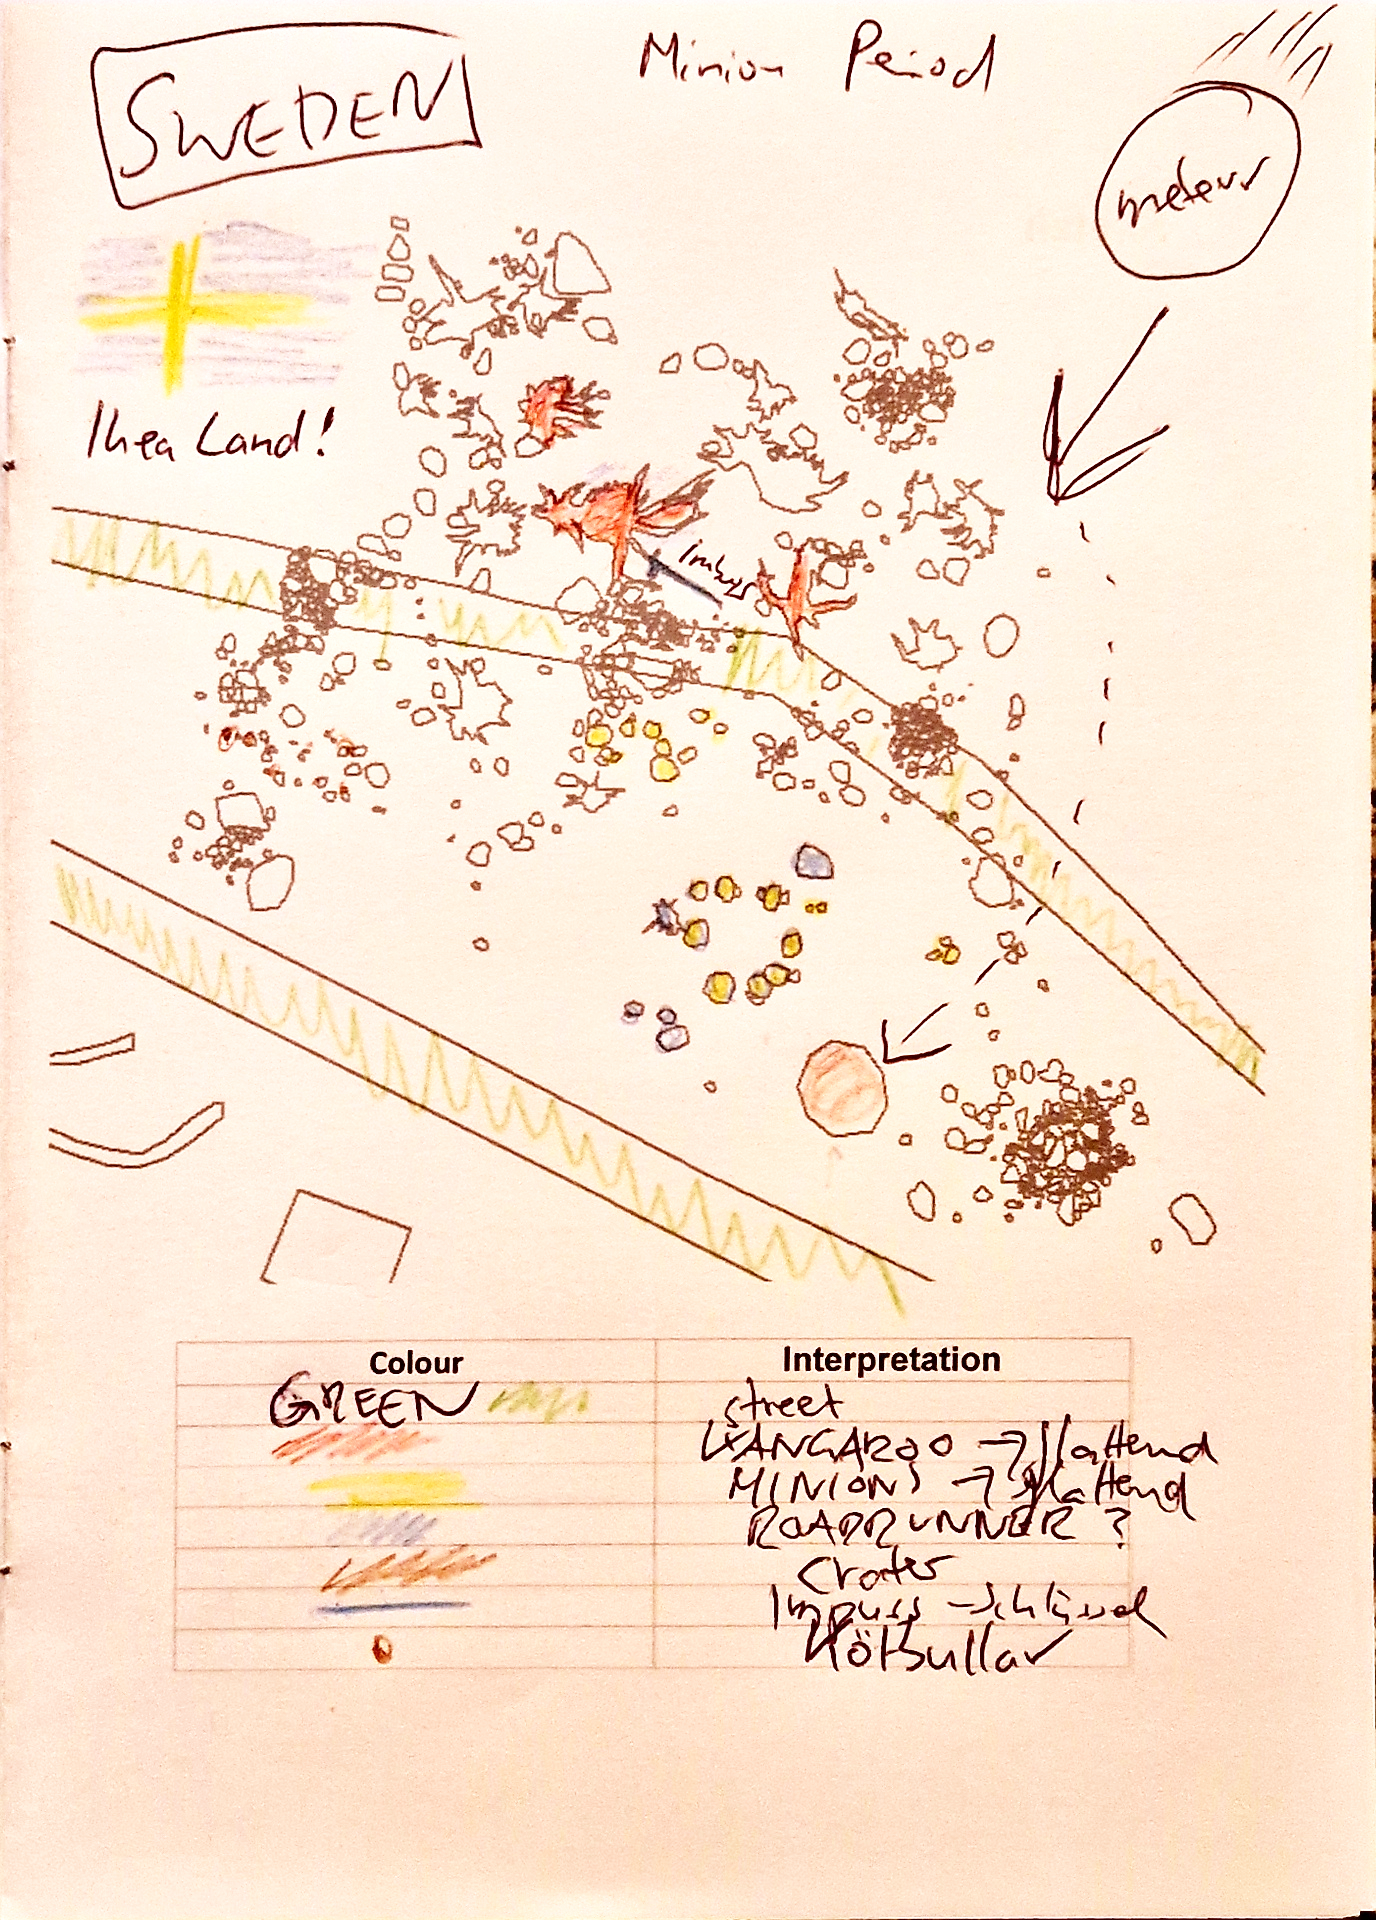 SWEDEN
Minion Period
meteor
Ikea Land!
Imbus
Colour Interpretation
GREEN street
KANGAROO → flattend
MINIONS → flattend
ROADRUNNER ?
Crater
Impuss-schlüssel
Kötbullar